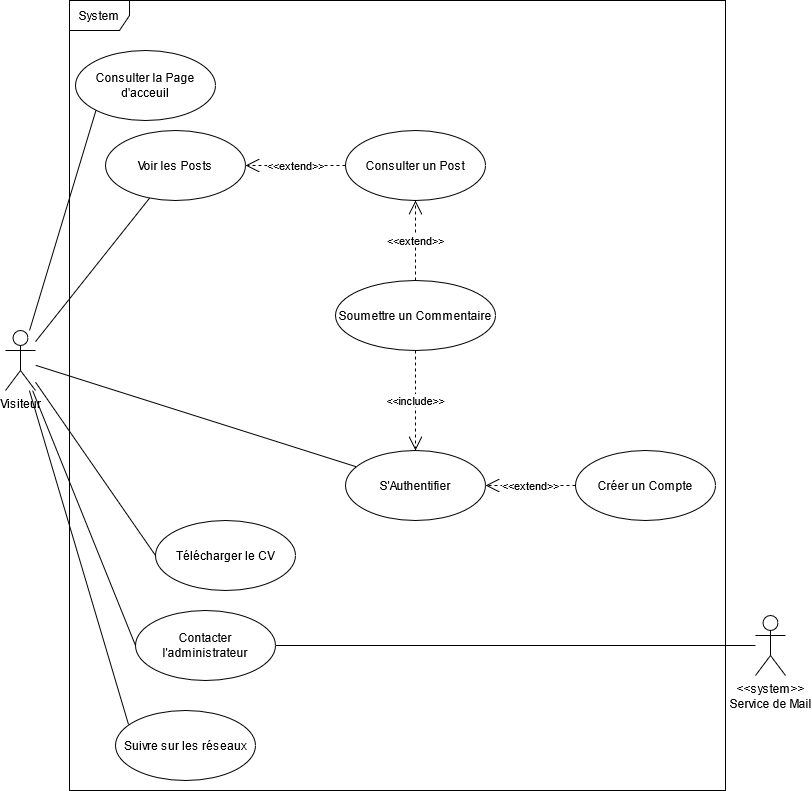 System
Consulter la Page
d'acceuil
Voir les Posts
<<extend>>
Consulter un Post
<<extend>>
Soumettre un Commentaire
<<include>>
Visiteur
S'Authentifier
<<extend>>
Créer un Compte
Télécharger le CV
Contacter
l'administrateur
<<system>>
Service de Mail
Suivre sur les réseaux